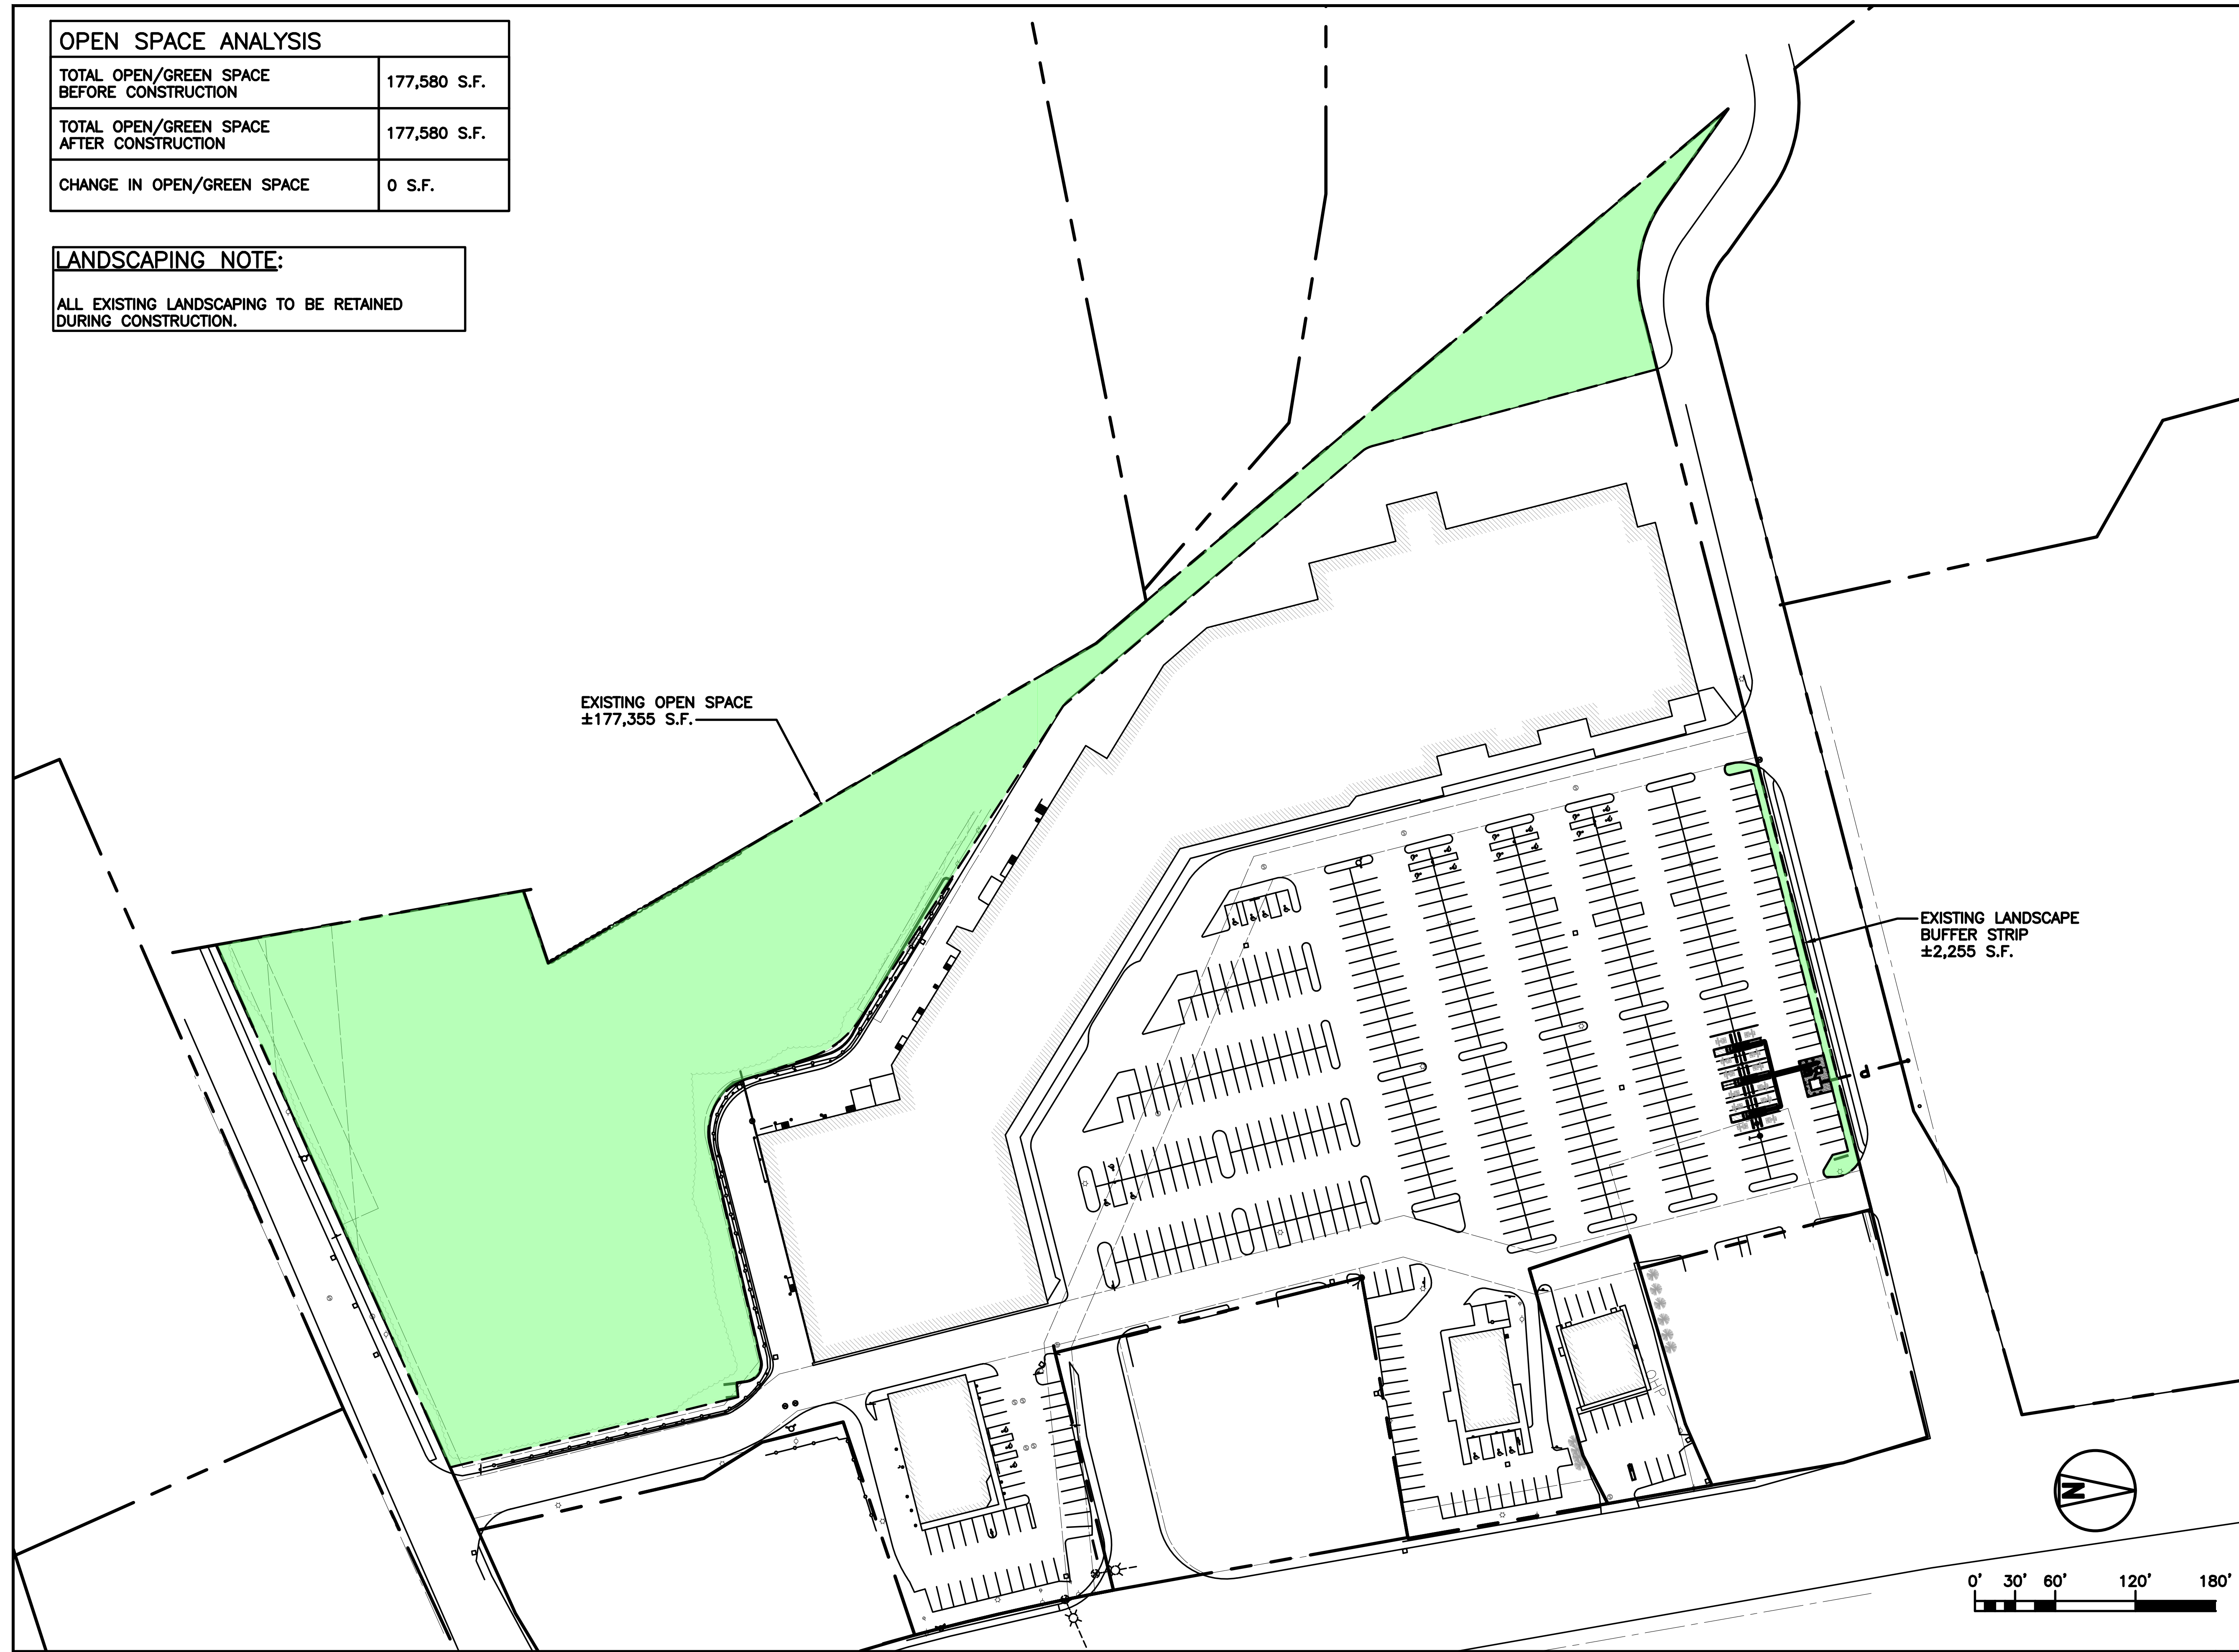 OPEN SPACE ANALYSIS
TOTAL OPEN/GREEN SPACE
BEFORE CONSTRUCTION
177,580 S.F.
TOTAL OPEN/GREEN SPACE
AFTER CONSTRUCTION
177,580 S.F.
CHANGE IN OPEN/GREEN SPACE
0 S.F.
LANDSCAPING NOTE:
ALL EXISTING LANDSCAPING TO BE RETAINED
DURING CONSTRUCTION.
EXISTING OPEN SPACE
±177,355 S.F.
EXISTING LANDSCAPE
BUFFER STRIP
±2,255 S.F.
P
N
0' 30' 60' 120' 180'